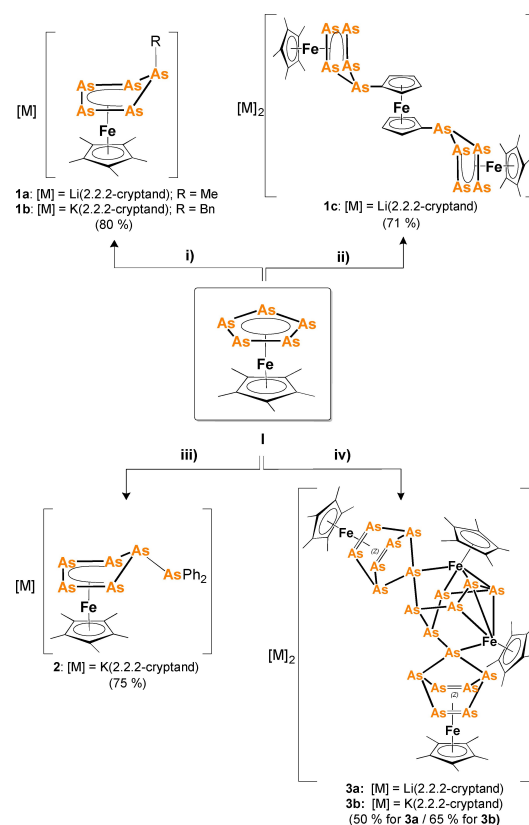 R
As
As As
As As
[M]
Fe
1a: [M] = Li(2.2.2-cryptand); R = Me
1b: [M] = K(2.2.2-cryptand); R = Bn
(80 %)
As As
Fe
As As
As
[M]2
Fe
As
As As
Fe
As As
1c: [M] = Li(2.2.2-cryptand)
(71 %)
i)
ii)
As
As As
As As
Fe
I
iii)
iv)
As
As As
As As
AsPh2
[M]
Fe
2: [M] = K(2.2.2-cryptand)
(75 %)
As As
Fe
As
(Z)
As
As
As
As
Fe
As
As
As
As
As
As
Fe
As
[M]2
As As
As As As
(Z)
As As
Fe
3a: [M] = Li(2.2.2-cryptand)
3b: [M] = K(2.2.2-cryptand)
(50 % for 3a / 65 % for 3b)